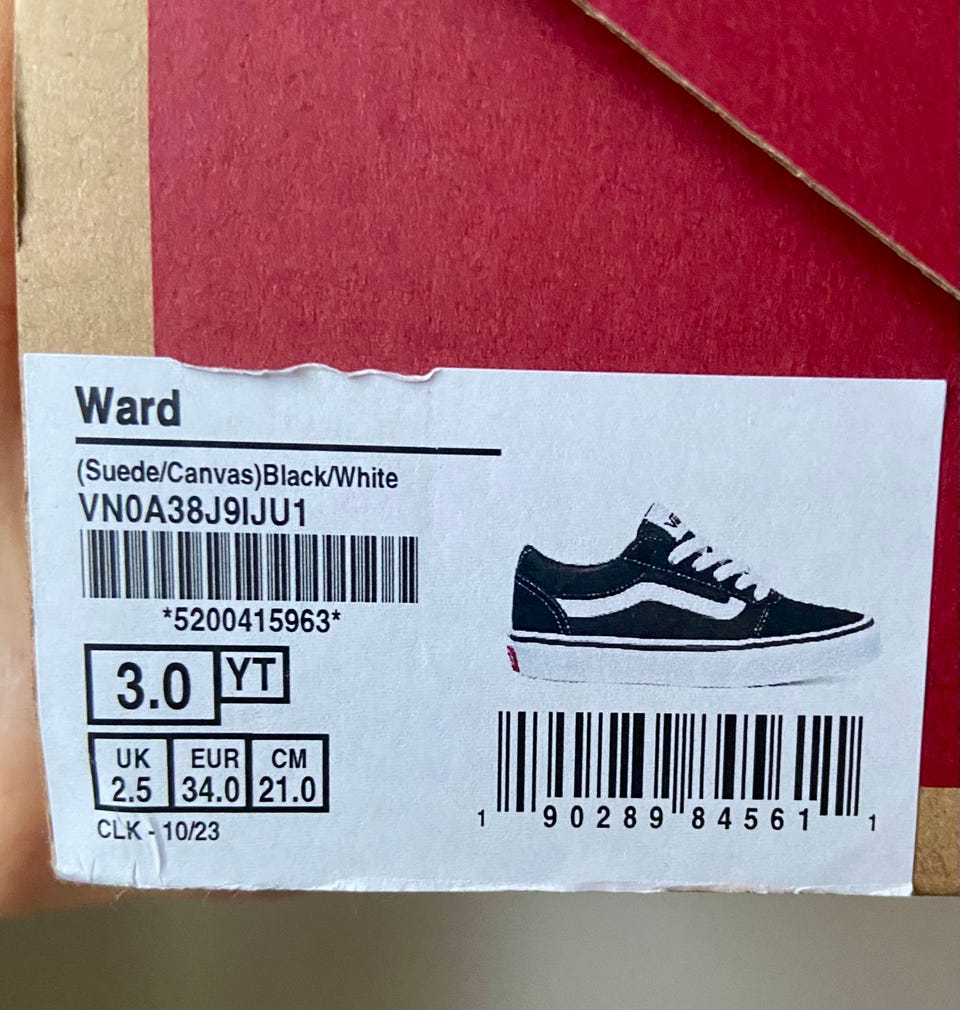 Ward
(Suede/Canvas)Black/White
VN0A38J9IJU1
*5200415963*
3.0 YT
UK EUR CM
2.5 34.0 21.0
CLK - 10/23
1 90289 84561 1